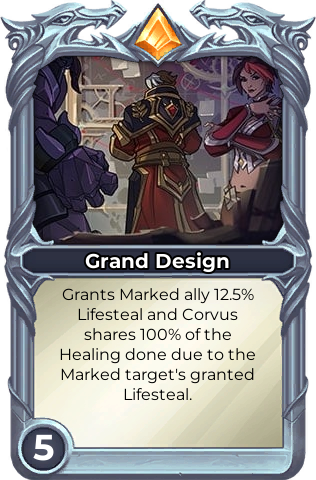 Grand Design
Grants Marked ally 12.5%
Lifesteal and Corvus
shares 100% of the
Healing done due to the
Marked target's granted
Lifesteal.
5